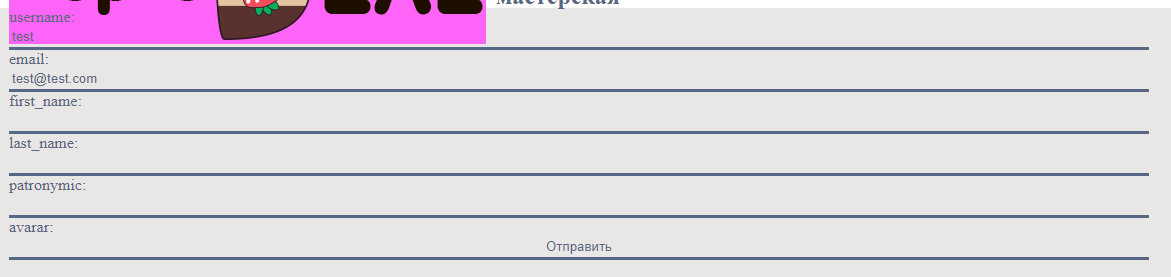 Мастерская
username:
test
email:
test@test.com
first_name:
last_name:
patronymic:
avarar:
Отправить